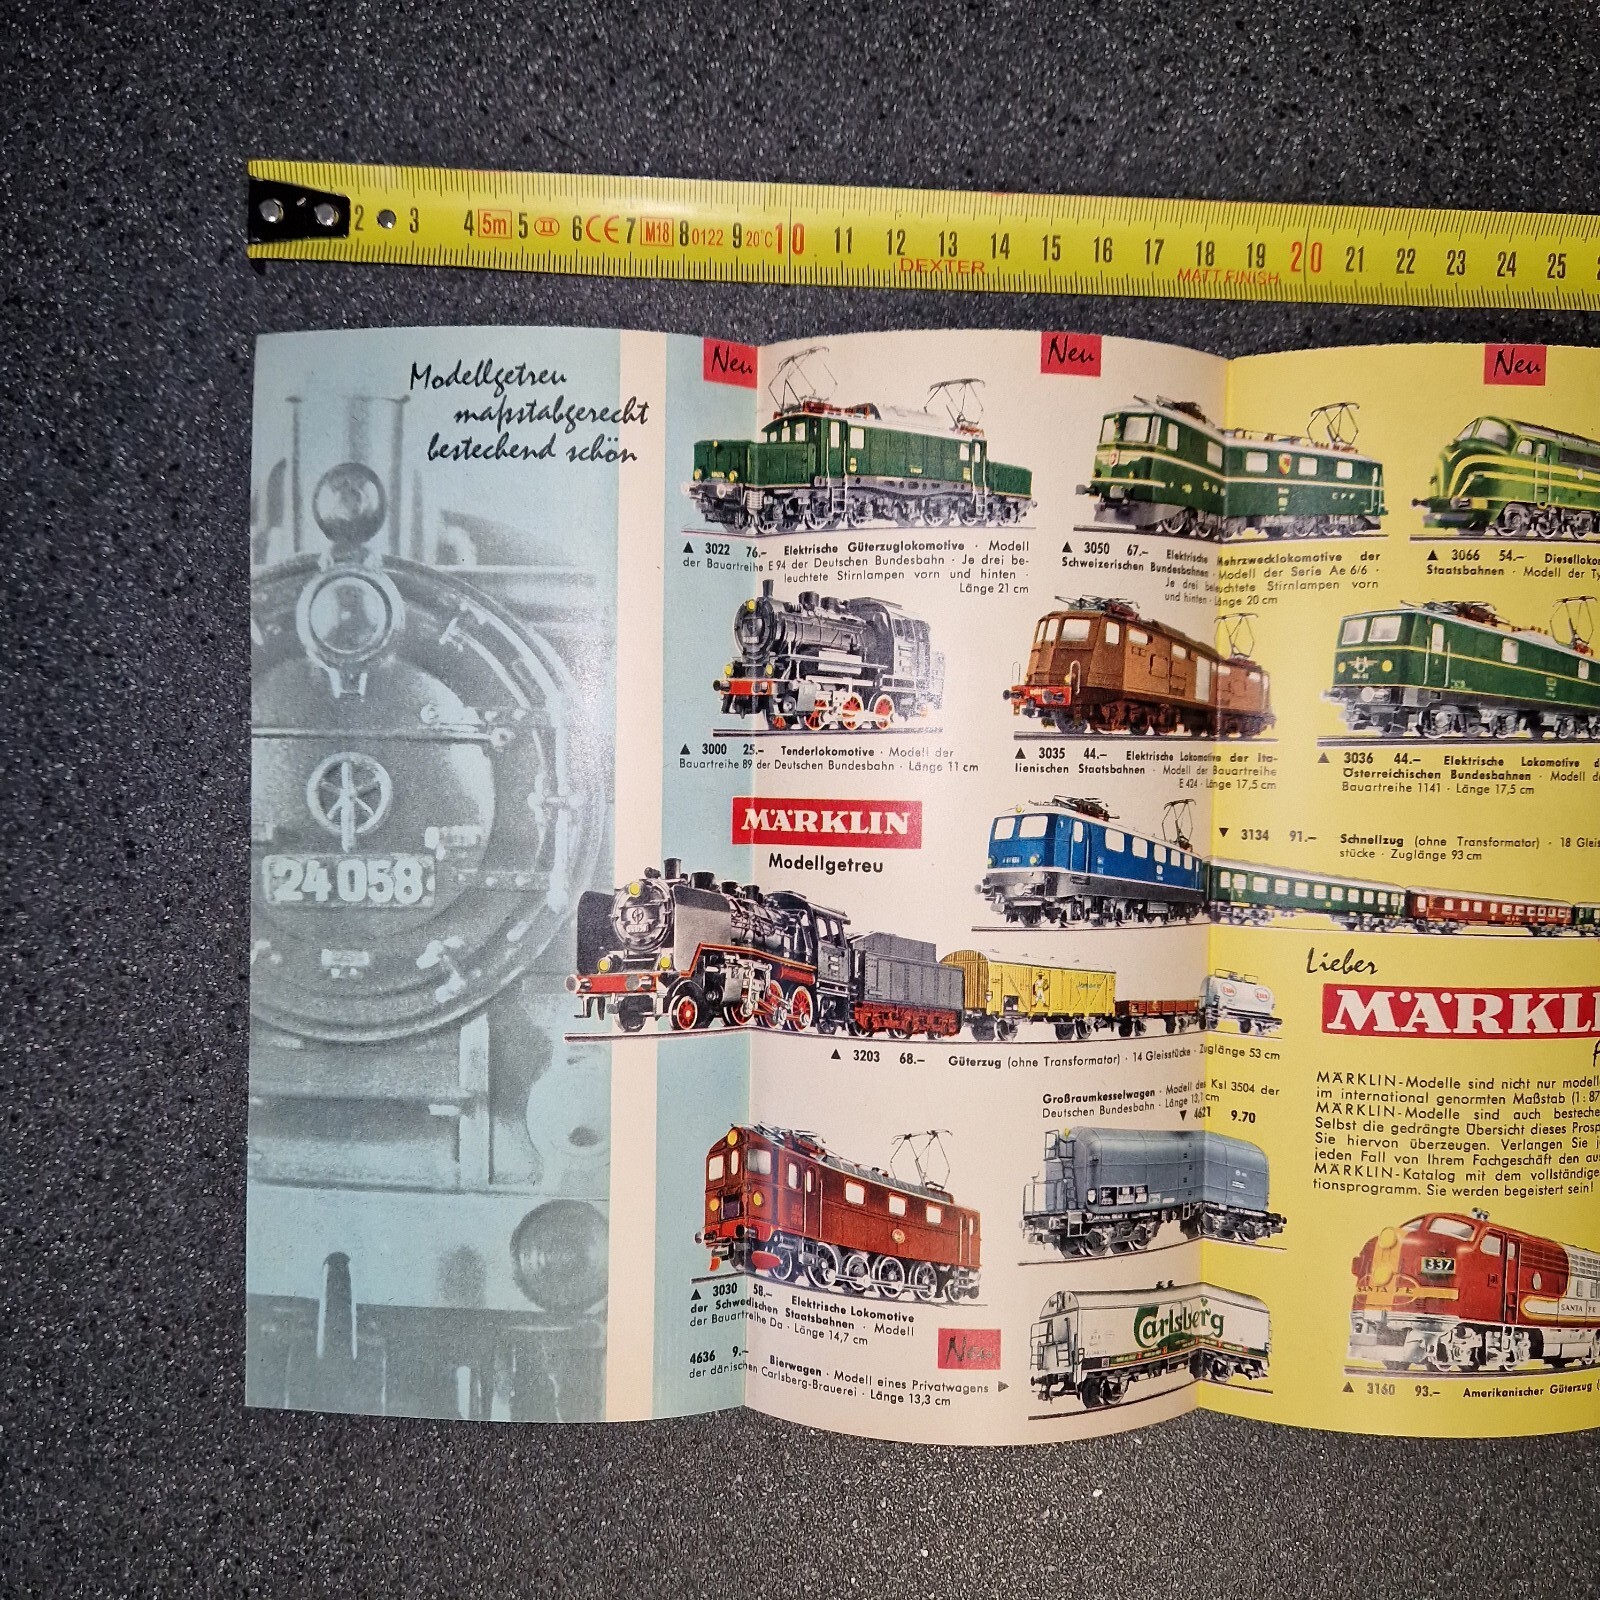 2 3 4 5m 5 II 6 CE 7 M18 8 0122 9 20°C 10 11 12 13 14 15 16 17 18 19 20 21 22 23 24 25
DEXTER MATT FINISH
Modellgetreu
maßstabgerecht
bestechend schön
24 058
Neu
▲ 3022 76.– Elektrische Güterzuglokomotive · Modell
der Bauartreihe E 94 der Deutschen Bundesbahn · Je drei be-
leuchtete Stirnlampen vorn und hinten ·
Länge 21 cm
Neu
▲ 3050 67.– Elektrische Mehrzwecklokomotive der
Schweizerischen Bundesbahnen · Modell der Serie Ae 6/6 ·
Je drei beleuchtete Stirnlampen vorn
und hinten · Länge 20 cm
Neu
▲ 3066 54.– Dieselloko
Staatsbahnen · Modell der Ty
▲ 3000 25.– Tenderlokomotive · Modell der
Bauartreihe 89 der Deutschen Bundesbahn · Länge 11 cm
▲ 3035 44.– Elektrische Lokomotive der Ita-
lienischen Staatsbahnen · Modell der Bauartreihe
E 424 · Länge 17,5 cm
▲ 3036 44.– Elektrische Lokomotive d
Österreichischen Bundesbahnen · Modell d
Bauartreihe 1141 · Länge 17,5 cm
MÄRKLIN
Modellgetreu
▼ 3134 91.– Schnellzug (ohne Transformator) · 18 Gleis
stücke · Zuglänge 93 cm
▲ 3203 68.– Güterzug (ohne Transformator) · 14 Gleisstücke · Zuglänge 53 cm
Esso
Esso
Lieber
MÄRKLI
MÄRKLIN-Modelle sind nicht nur modell
im international genormten Maßstab (1:87
MÄRKLIN-Modelle sind auch besteche
Selbst die gedrängte Übersicht dieses Prosp
Sie hiervon überzeugen. Verlangen Sie
jeden Fall von Ihrem Fachgeschäft den au
MÄRKLIN-Katalog mit dem vollständige
tionsprogramm. Sie werden begeistert sein!
Großraumkesselwagen · Modell des Ksl 3504 der
Deutschen Bundesbahn · Länge 13,1 cm
▼ 4621 9.70
▲ 3030 58.– Elektrische Lokomotive
der Schwedischen Staatsbahnen · Modell
der Bauartreihe Da · Länge 14,7 cm
Neu
4636 9.– Bierwagen · Modell eines Privatwagens ▶
der dänischen Carlsberg-Brauerei · Länge 13,3 cm
Carlsberg
337
SANTA FE
SANTA FE
▲ 3160 93.– Amerikanischer Güterzug (